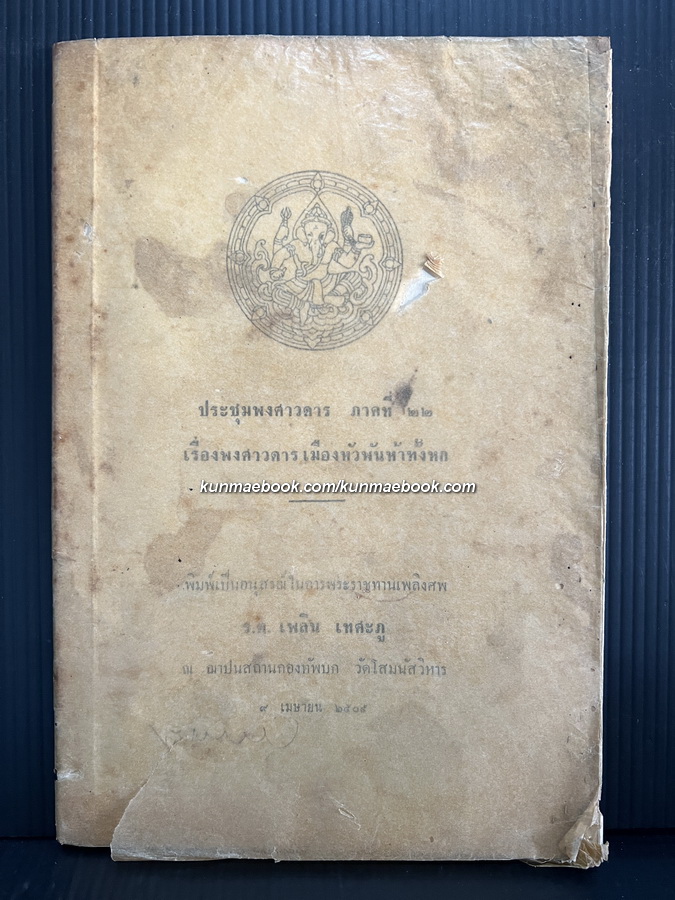 ประชุมพงศาวดาร ภาคที่ ๒๒
เรื่องพงศาวดารเมืองหัวพันห้าทั้งหก
kunmaebook.com/kunmaebook.com
พิมพ์เป็นอนุสรณ์ในการพระราชทานเพลิงศพ
ร.ต. เพลิน เทศะภู
ณ ฌาปนสถานกองทัพบก วัดโสมนัสวิหาร
๙ เมษายน ๒๕๐๕